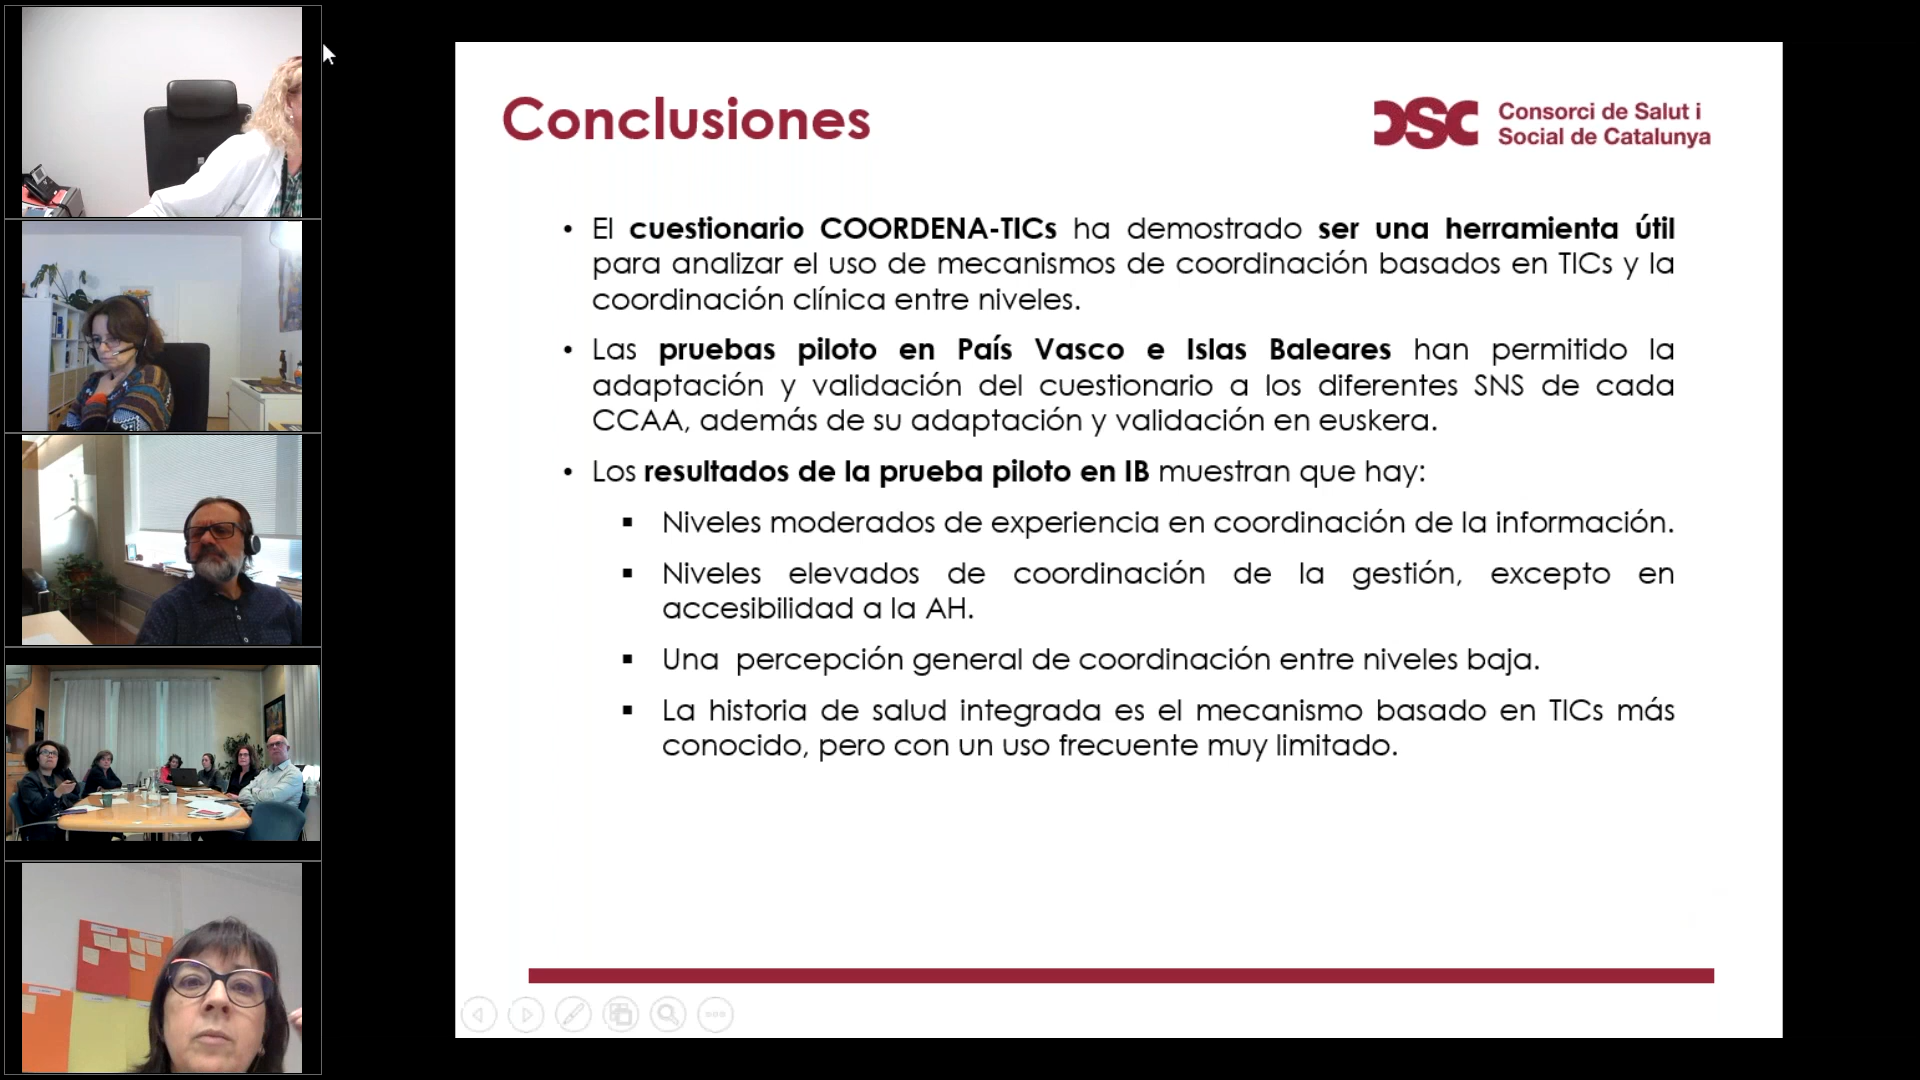 Conclusiones
CSC Consorci de Salut i
Social de Catalunya
• El cuestionario COORDENA-TICs ha demostrado ser una herramienta útil
para analizar el uso de mecanismos de coordinación basados en TICs y la
coordinación clínica entre niveles.
• Las pruebas piloto en País Vasco e Islas Baleares han permitido la
adaptación y validación del cuestionario a los diferentes SNS de cada
CCAA, además de su adaptación y validación en euskera.
• Los resultados de la prueba piloto en IB muestran que hay:
▪ Niveles moderados de experiencia en coordinación de la información.
▪ Niveles elevados de coordinación de la gestión, excepto en
accesibilidad a la AH.
▪ Una percepción general de coordinación entre niveles baja.
▪ La historia de salud integrada es el mecanismo basado en TICs más
conocido, pero con un uso frecuente muy limitado.